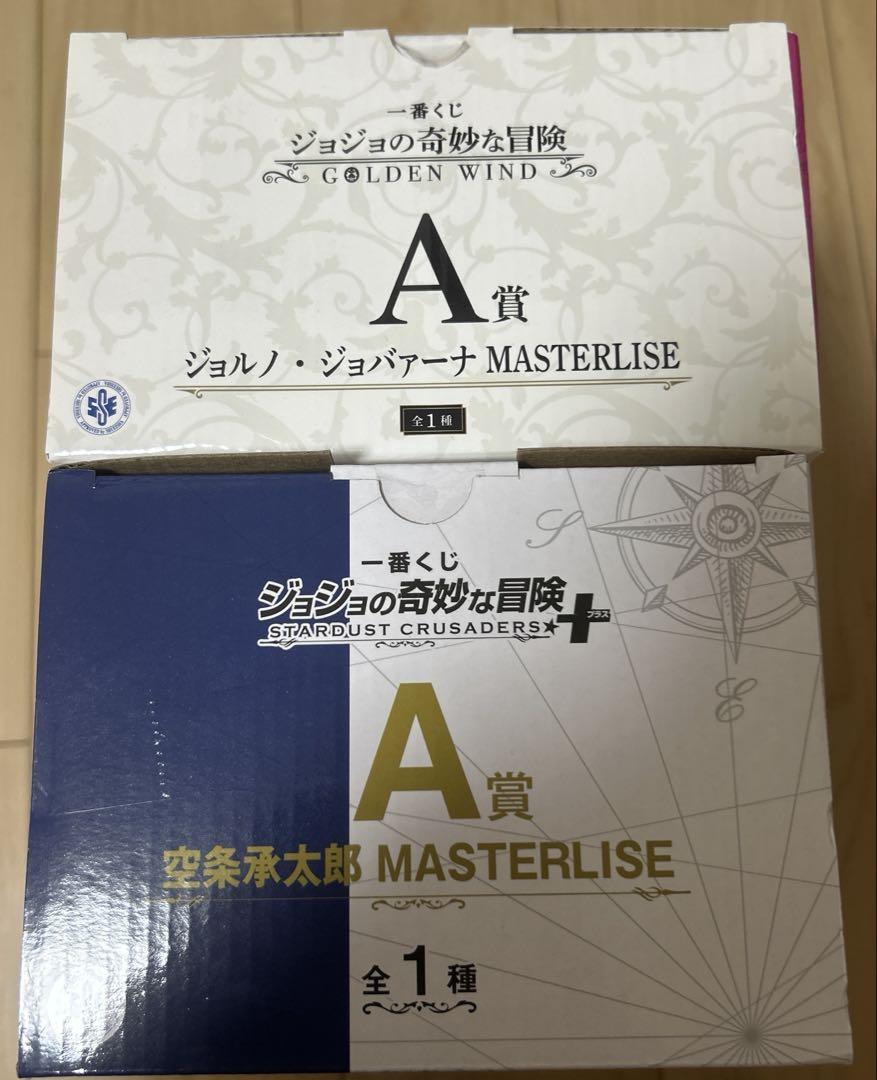 一番くじ
ジョジョの奇妙な冒険
GOLDEN WIND
A賞
ジョルノ・ジョバァーナ MASTERLISE
全1種
一番くじ
ジョジョの奇妙な冒険
プラス
STARDUST CRUSADERS
S
E
A賞
空条承太郎 MASTERLISE
全1種